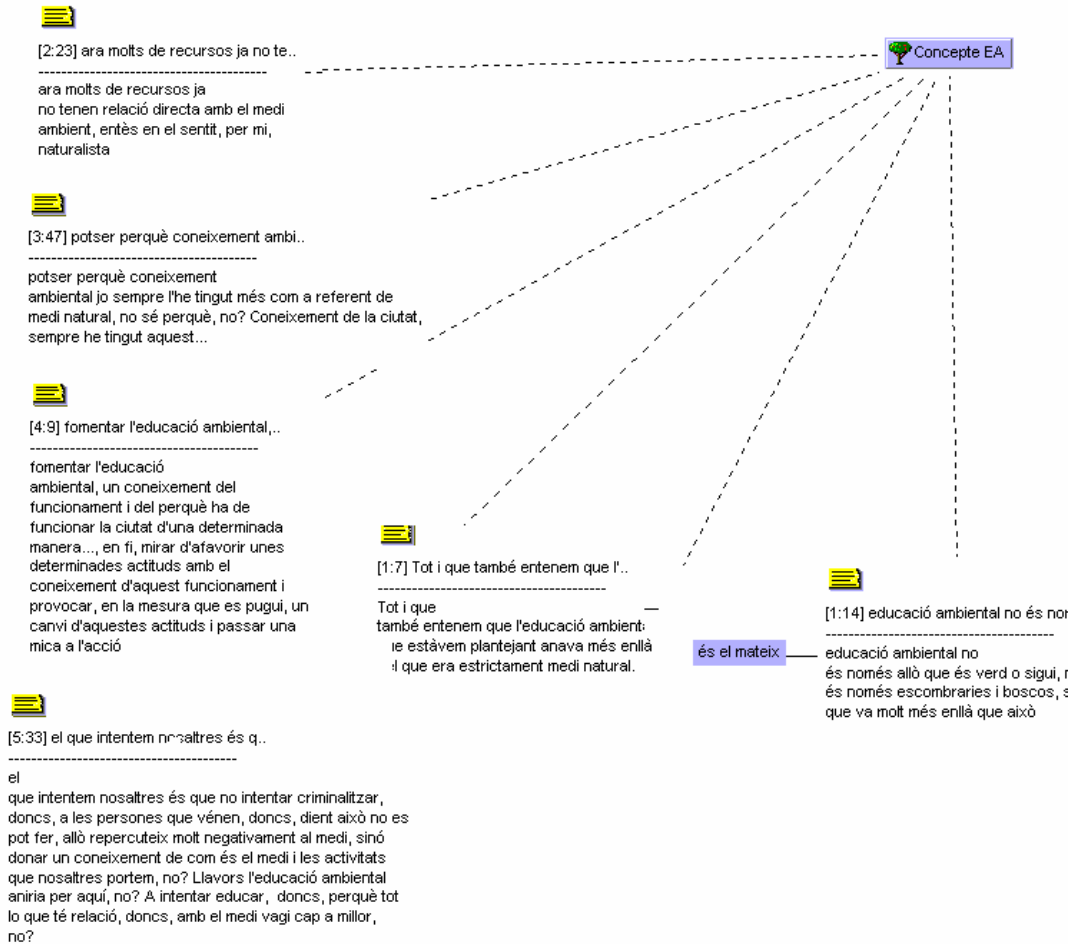 Concepte EA
[2:23] ara molts de recursos ja no te..
----------------------------------------
ara molts de recursos ja
no tenen relació directa amb el medi
ambient, entès en el sentit, per mi,
naturalista
[3:47] potser perquè coneixement ambi..
----------------------------------------
potser perquè coneixement
ambiental jo sempre l'he tingut més com a referent de
medi natural, no sé perquè, no? Coneixement de la ciutat,
sempre he tingut aquest...
[4:9] fomentar l'educació ambiental,..
----------------------------------------
fomentar l'educació
ambiental, un coneixement del
funcionament i del perquè ha de
funcionar la ciutat d'una determinada
manera..., en fi, mirar d'afavorir unes
determinades actituds amb el
coneixement d'aquest funcionament i
provocar, en la mesura que es pugui, un
canvi d'aquestes actituds i passar una
mica a l'acció
[1:7] Tot i que també entenem que l'..
----------------------------------------
Tot i que
també entenem que l'educació
estàvem plantejant anava més enllà
que era estrictament medi natural.
és el mateix
[1:14] educació ambiental no és
----------------------------------------
educació ambiental no
és només allò que és verd o sigui,
és només escombraries i boscos,
que va molt més enllà que això
[5:33] el que intentem nosaltres és q..
----------------------------------------
el
que intentem nosaltres és que no intentar criminalitzar,
doncs, a les persones que vénen, doncs, dient això no es
pot fer, allò repercuteix molt negativament al medi, sinó
donar un coneixement de com és el medi i les activitats
que nosaltres portem, no? Llavors l'educació ambiental
aniria per aquí, no? A intentar educar, doncs, perquè tot
lo que té relació, doncs, amb el medi vagi cap a millor,
no?